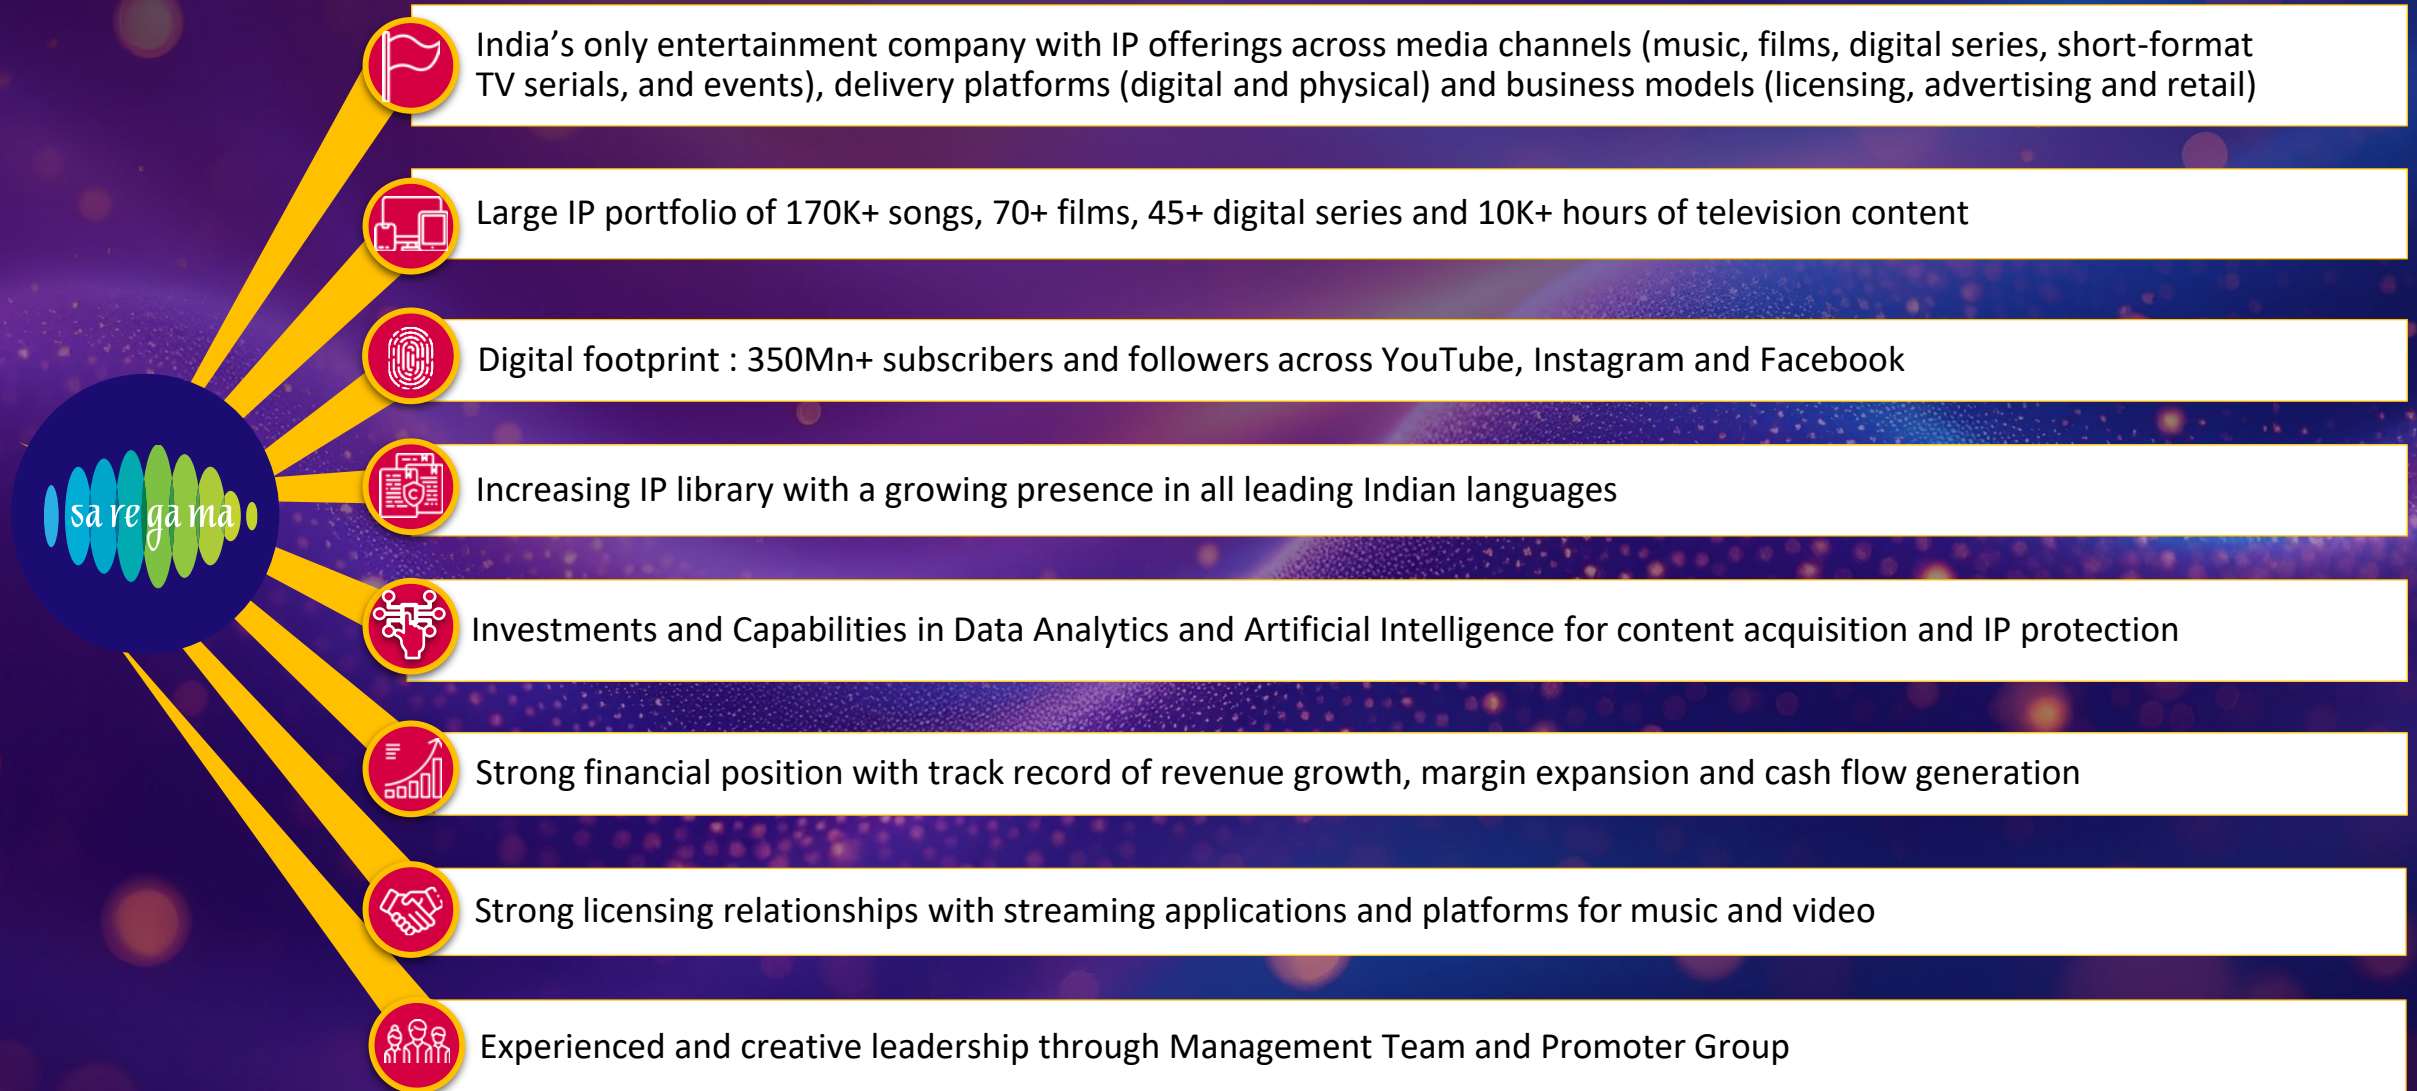 India’s only entertainment company with IP offerings across media channels (music, films, digital series, short-format
TV serials, and events), delivery platforms (digital and physical) and business models (licensing, advertising and retail)
Large IP portfolio of 170K+ songs, 70+ films, 45+ digital series and 10K+ hours of television content
Digital footprint : 350Mn+ subscribers and followers across YouTube, Instagram and Facebook
Increasing IP library with a growing presence in all leading Indian languages
sa re ga ma
Investments and Capabilities in Data Analytics and Artificial Intelligence for content acquisition and IP protection
Strong financial position with track record of revenue growth, margin expansion and cash flow generation
Strong licensing relationships with streaming applications and platforms for music and video
Experienced and creative leadership through Management Team and Promoter Group